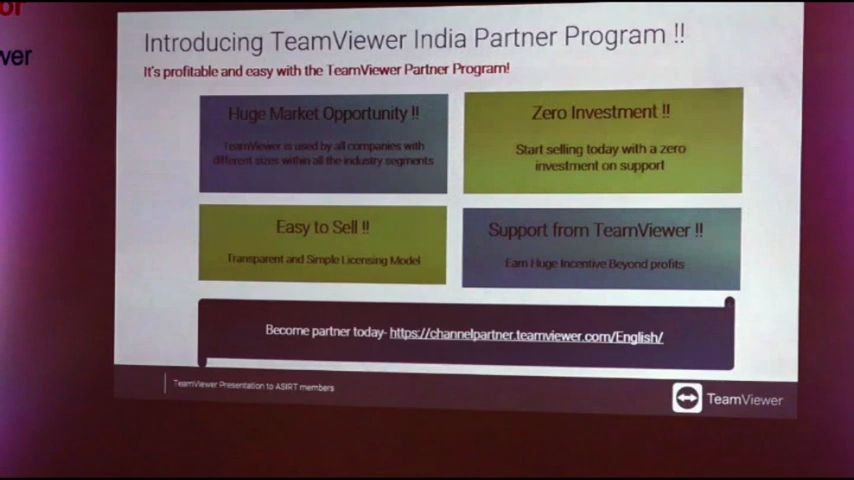 or
wer
Introducing TeamViewer India Partner Program !!
It's profitable and easy with the TeamViewer Partner Program!
Huge Market Opportunity !!
TeamViewer is used by all companies with
different sizes within all the industry segments
Zero Investment !!
Start selling today with a zero
investment on support
Easy to Sell !!
Transparent and Simple Licensing Model
Support from TeamViewer !!
Earn Huge Incentive Beyond profits
Become partner today- https://channelpartner.teamviewer.com/English/
TeamViewer Presentation to ASIRT members
TeamViewer